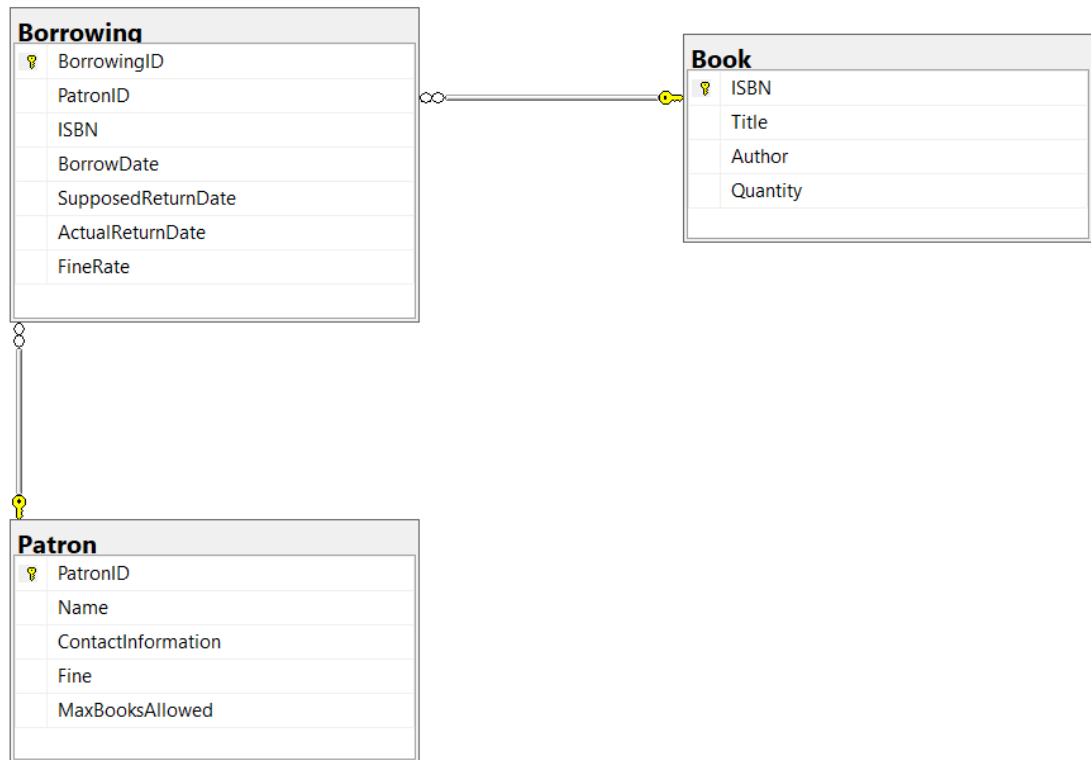 Borrowing
BorrowingID
PatronID
ISBN
BorrowDate
SupposedReturnDate
ActualReturnDate
FineRate
Book
ISBN
Title
Author
Quantity
Patron
PatronID
Name
ContactInformation
Fine
MaxBooksAllowed